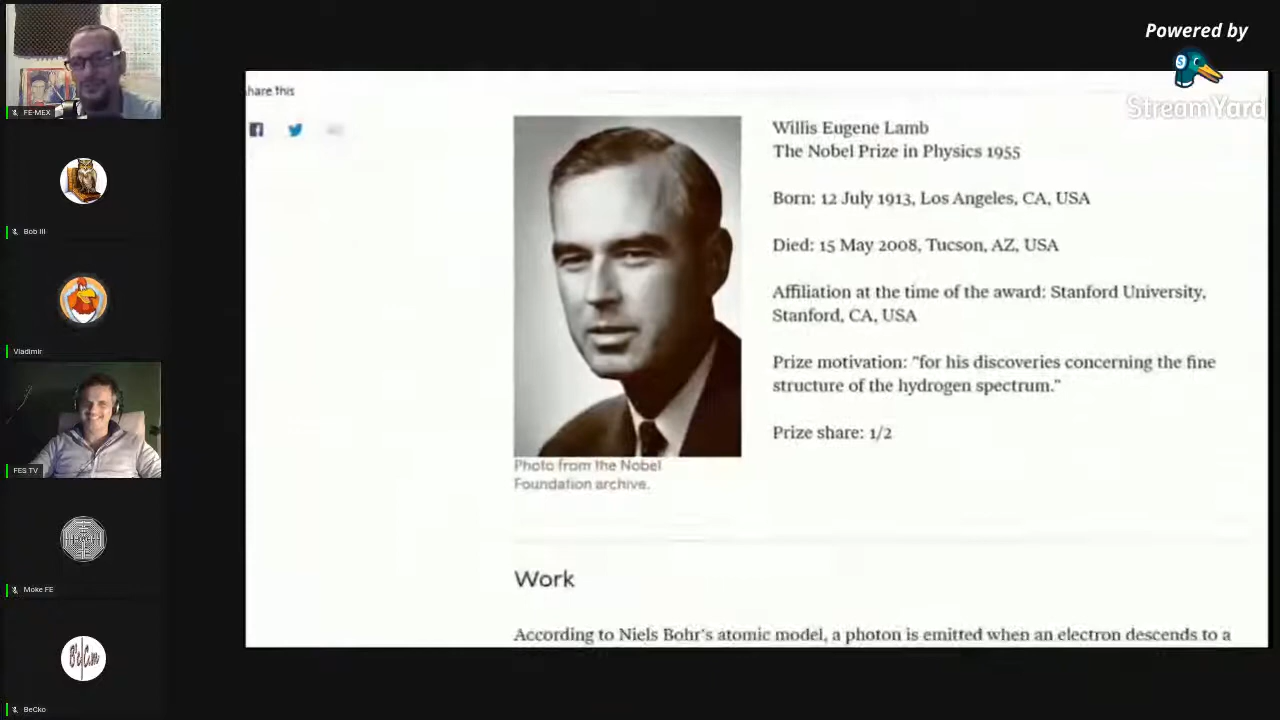 Powered by
StreamYard
FE-MEX
Bob III
Vladimir
FES TV
Moke FE
BeCko
hare this
Willis Eugene Lamb
The Nobel Prize in Physics 1955
Born: 12 July 1913, Los Angeles, CA, USA
Died: 15 May 2008, Tucson, AZ, USA
Affiliation at the time of the award: Stanford University,
Stanford, CA, USA
Prize motivation: "for his discoveries concerning the fine
structure of the hydrogen spectrum."
Prize share: 1/2
Photo from the Nobel
Foundation archive.
Work
According to Niels Bohr's atomic model, a photon is emitted when an electron descends to a